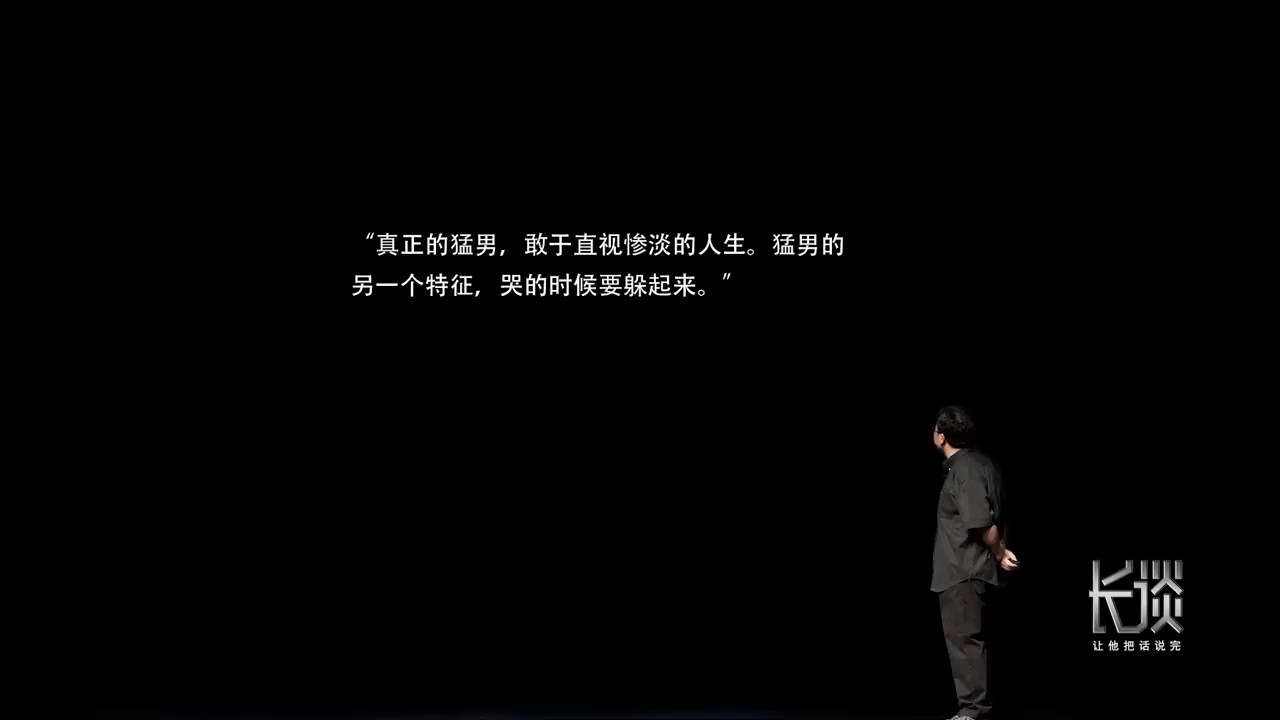 “真正的猛男，敢于直视惨淡的人生。猛男的
另一个特征，哭的时候要躲起来。”
长谈
让他把话说完